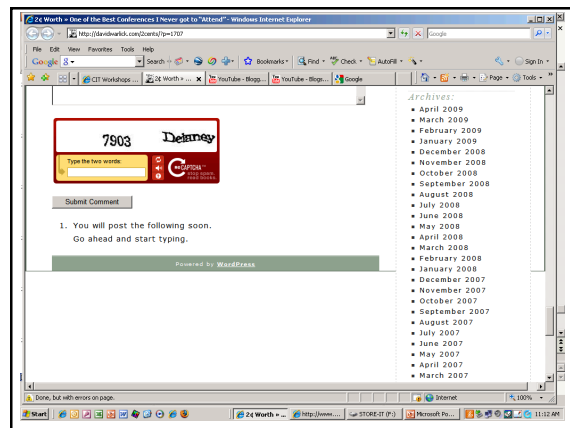 2¢ Worth » One of the Best Conferences I Never got to "Attend" - Windows Internet Explorer
http://davidwarlick.com/2cents/?p=1707
Google
File Edit View Favorites Tools Help
Google Search Bookmarks Find Check AutoFill Sign In
CIT Workshops ... 2¢ Worth » ... YouTube - Blogg... YouTube - Blogs... Google Page Tools
Archives:
April 2009
March 2009
February 2009
January 2009
December 2008
November 2008
October 2008
September 2008
August 2008
July 2008
June 2008
May 2008
April 2008
March 2008
February 2008
January 2008
December 2007
November 2007
October 2007
September 2007
August 2007
July 2007
June 2007
May 2007
April 2007
March 2007
7903 Delaney
Type the two words:
reCAPTCHA™
stop spam.
read books.
Submit Comment
1. You will post the following soon.
Go ahead and start typing.
Powered by WordPress
Done, but with errors on page.
Internet
100%
Start
2¢ Worth » ...
http://www....
STORE-IT (F:)
Microsoft Po...
11:12 AM